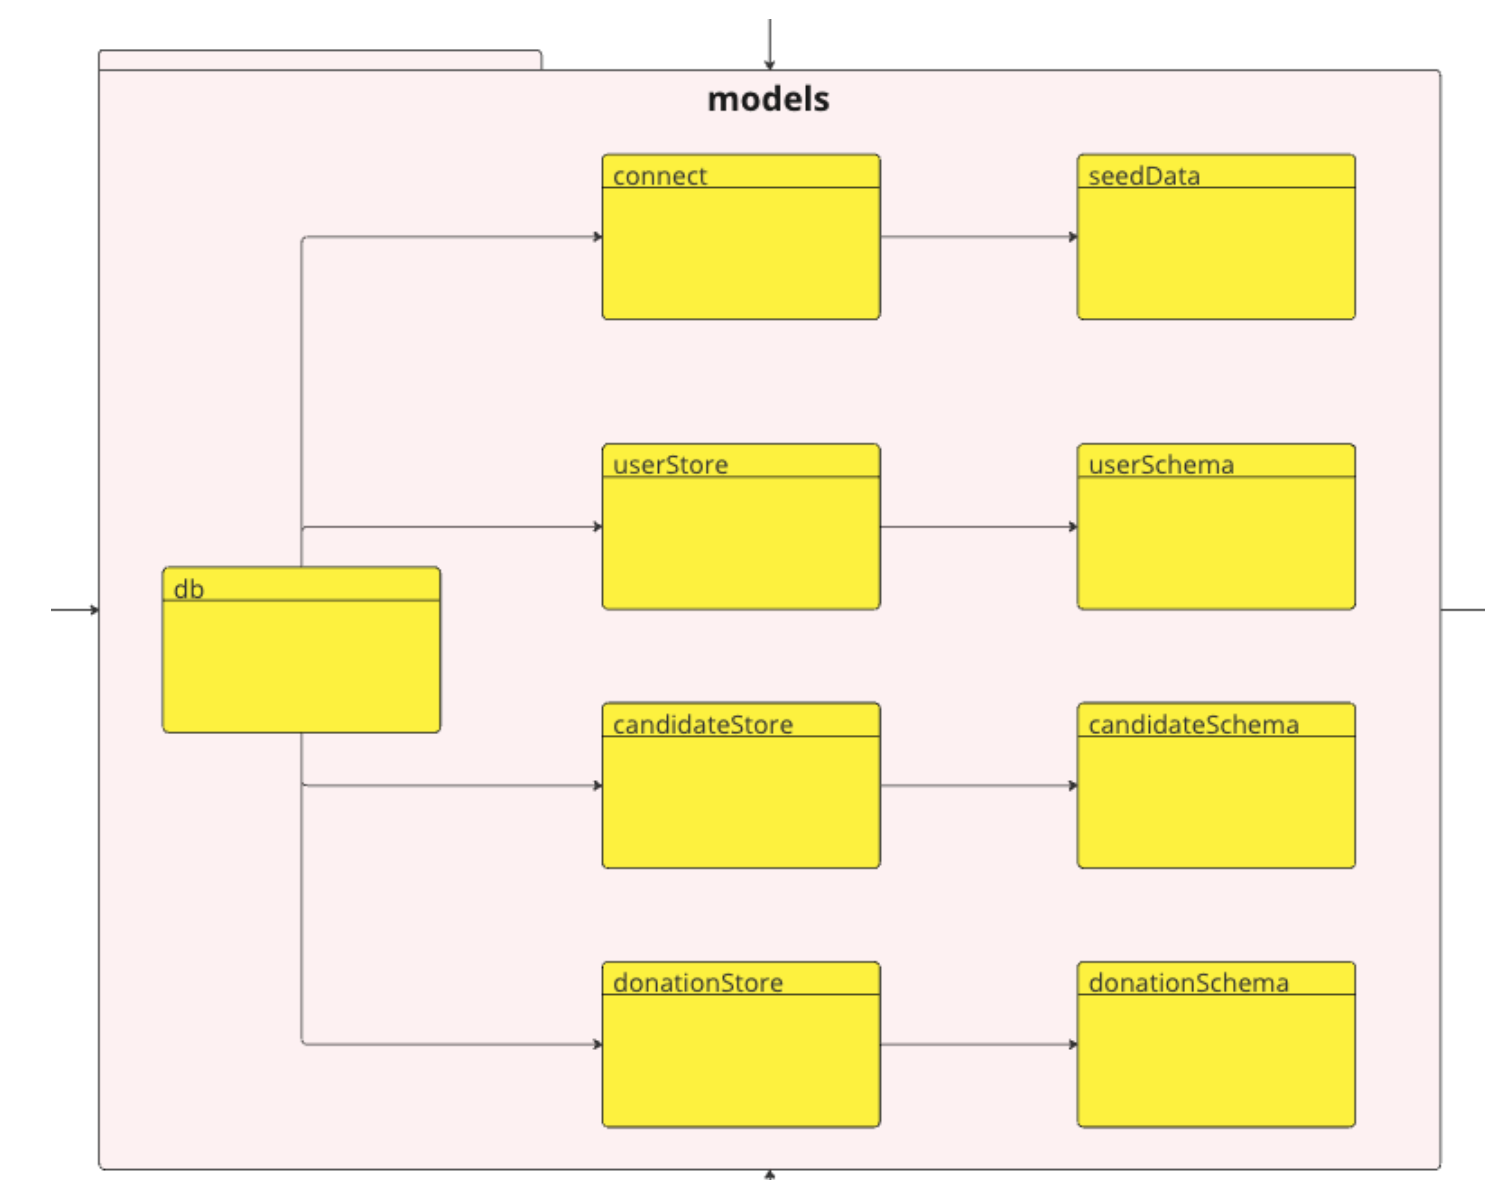 models
connect
seedData
userStore
userSchema
db
candidateStore
candidateSchema
donationStore
donationSchema